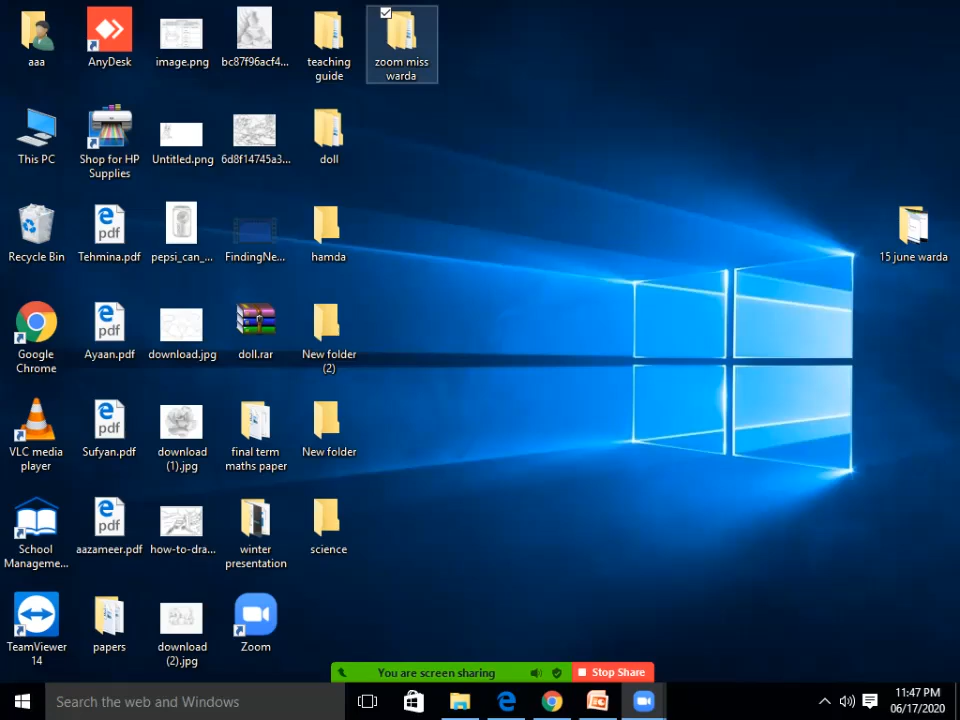 aaa
AnyDesk
image.png
bc87f96acf4...
teaching
guide
zoom miss
warda
This PC
Shop for HP
Supplies
Untitled.png
6d8f14745a3...
doll
Recycle Bin
pdf
Tehmina.pdf
pepsi_can_...
FindingNe...
hamda
15 june warda
Google
Chrome
pdf
Ayaan.pdf
download.jpg
doll.rar
New folder
(2)
VLC media
player
pdf
Sufyan.pdf
download
(1).jpg
final term
maths paper
New folder
School
Manageme...
pdf
aazameer.pdf
how-to-dra...
winter
presentation
science
TeamViewer
14
papers
download
(2).jpg
Zoom
You are screen sharing
Stop Share
Search the web and Windows
11:47 PM
06/17/2020